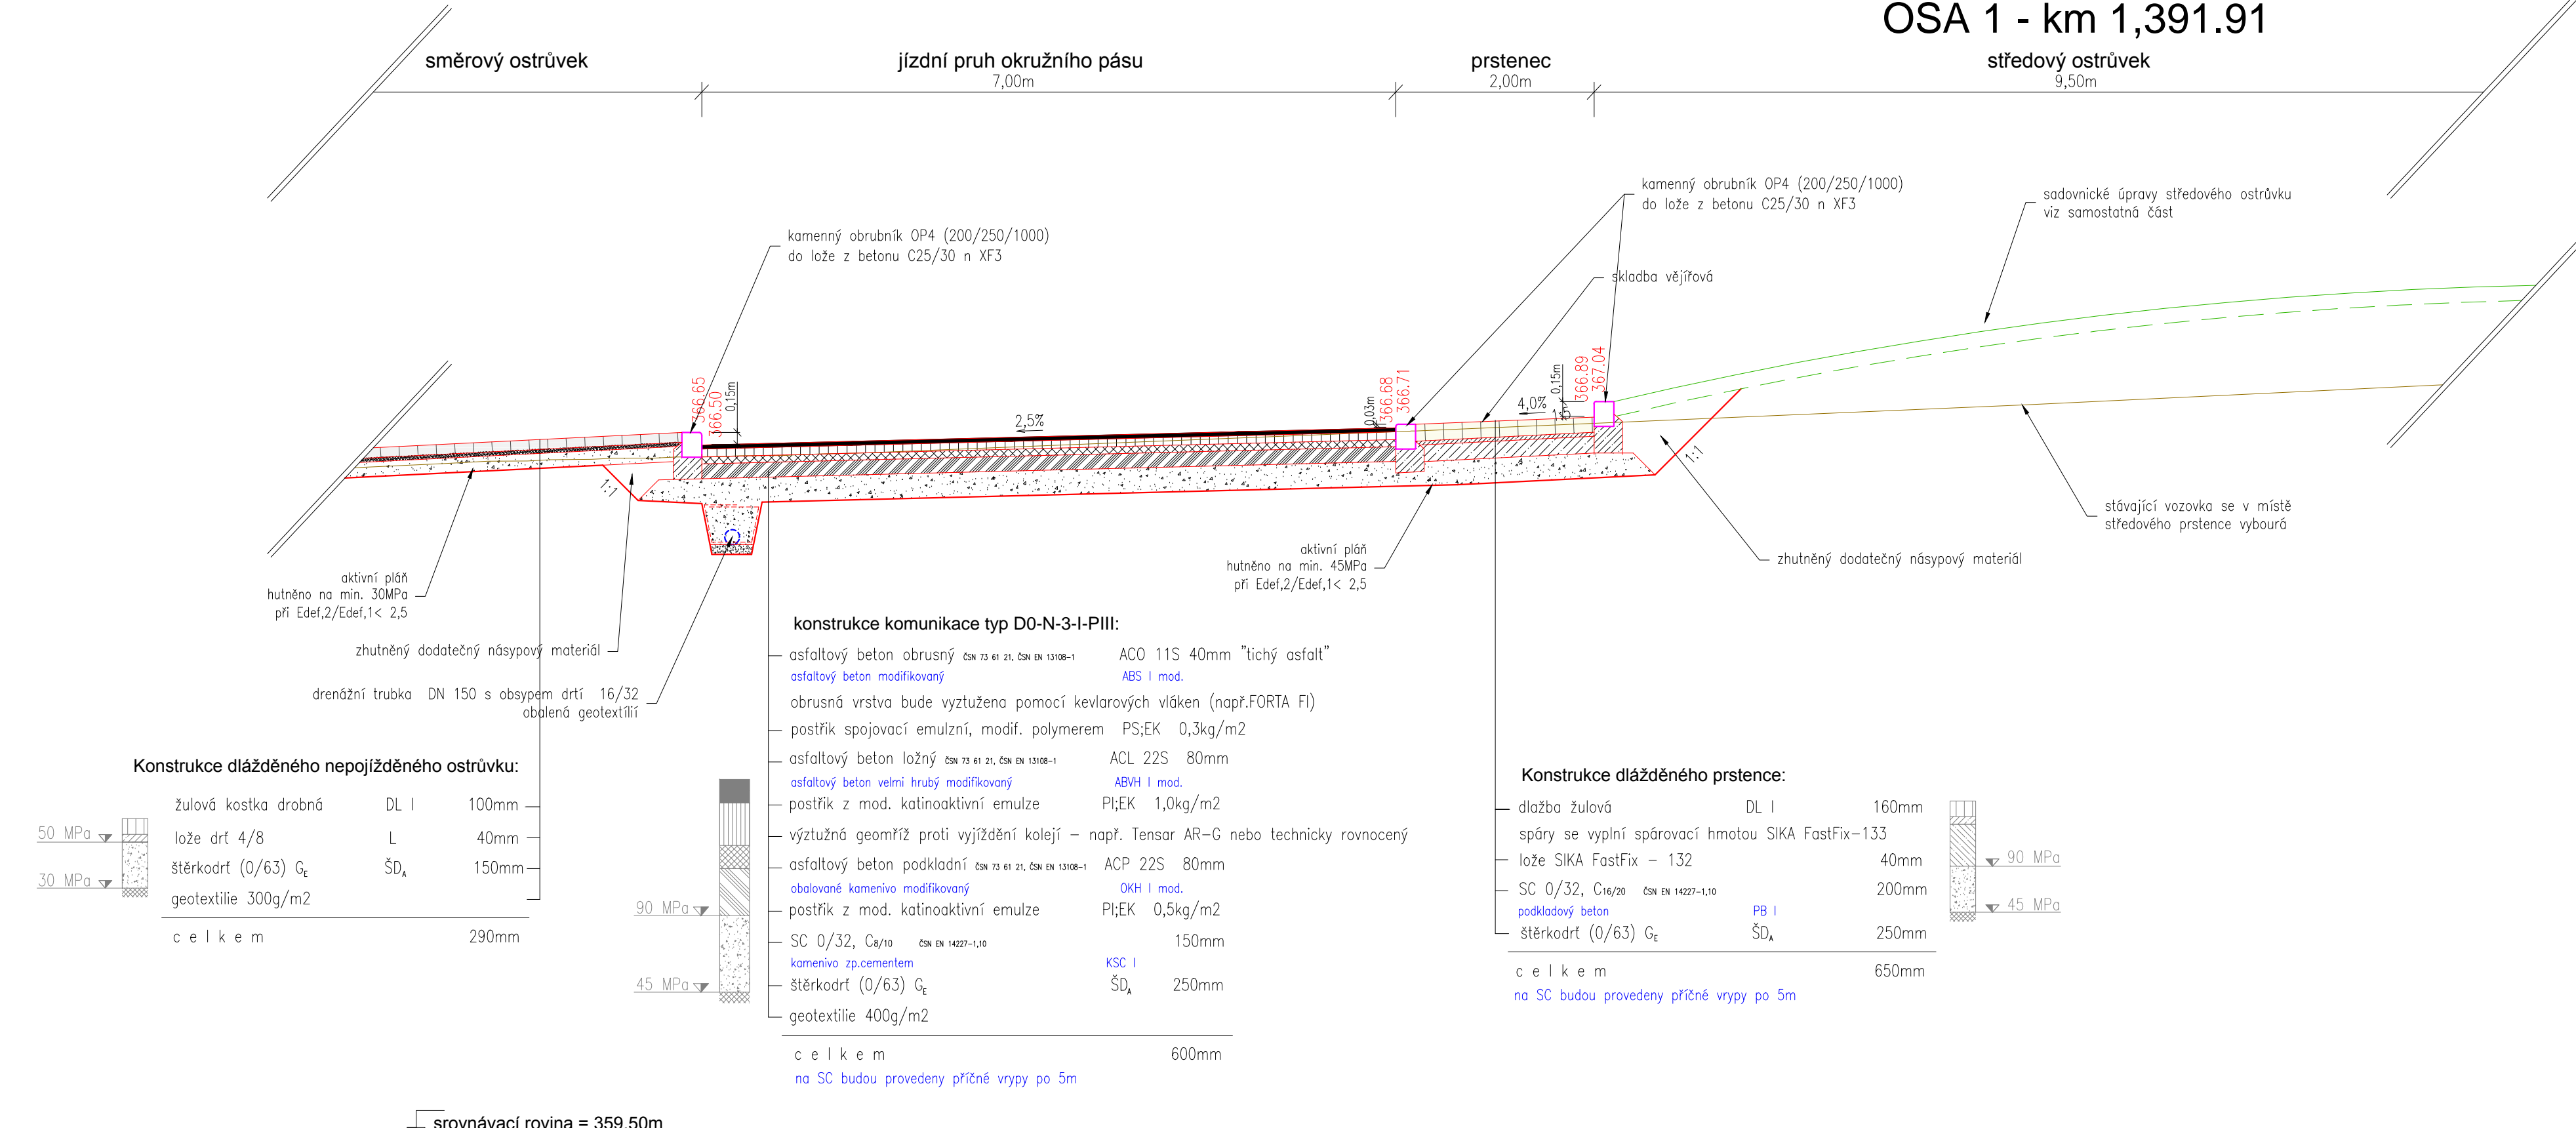 OSA 1 - km 1,391.91
směrový ostrůvek
jízdní pruh okružního pásu
7,00m
prstenec
2,00m
středový ostrůvek
9,50m
kamenný obrubník OP4 (200/250/1000)
do lože z betonu C25/30 n XF3
kamenný obrubník OP4 (200/250/1000)
do lože z betonu C25/30 n XF3
skladba vějířová
sadovnické úpravy středového ostrůvku
viz samostatná část
366.65
366.50
0,15m
2,5%
0,03m
366.68
366.71
4,0%
0,15m
366.89
367.04
1:1
1:1
stávající vozovka se v místě
středového prstence vybourá
zhutněný dodatečný násypový materiál
aktivní pláň
hutněno na min. 45MPa
při Edef,2/Edef,1< 2,5
aktivní pláň
hutněno na min. 30MPa
při Edef,2/Edef,1< 2,5
zhutněný dodatečný násypový materiál
drenážní trubka DN 150 s obsypem drtí 16/32
obalená geotextílií
Konstrukce dlážděného nepojížděného ostrůvku:
žulová kostka drobná DL I 100mm
lože drť 4/8 L 40mm
štěrkodrť (0/63) GE ŠDA 150mm
geotextilie 300g/m2
celkem 290mm
50 MPa
30 MPa
konstrukce komunikace typ D0-N-3-I-PIII:
asfaltový beton obrusný ČSN 73 61 21, ČSN EN 13108-1 ACO 11S 40mm "tichý asfalt"
asfaltový beton modifikovaný ABS I mod.
obrusná vrstva bude vyztužena pomocí kevlarových vláken (např.FORTA FI)
postřik spojovací emulzní, modif. polymerem PS;EK 0,3kg/m2
asfaltový beton ložný ČSN 73 61 21, ČSN EN 13108-1 ACL 22S 80mm
asfaltový beton velmi hrubý modifikovaný ABVH I mod.
postřik z mod. katinoaktivní emulze PI;EK 1,0kg/m2
výztužná geomříž proti vyjíždění kolejí – např. Tensar AR-G nebo technicky rovnocený
asfaltový beton podkladní ČSN 73 61 21, ČSN EN 13108-1 ACP 22S 80mm
obalované kamenivo modifikovaný OKH I mod.
postřik z mod. katinoaktivní emulze PI;EK 0,5kg/m2
SC 0/32, C8/10 ČSN EN 14227-1,10 150mm
kamenivo zp.cementem KSC I
štěrkodrť (0/63) GE ŠDA 250mm
geotextilie 400g/m2
celkem 600mm
na SC budou provedeny příčné vrypy po 5m
90 MPa
45 MPa
Konstrukce dlážděného prstence:
dlažba žulová DL I 160mm
spáry se vyplní spárovací hmotou SIKA FastFix-133
lože SIKA FastFix – 132 40mm
SC 0/32, C16/20 ČSN EN 14227-1,10 200mm
podkladový beton PB I
štěrkodrť (0/63) GE ŠDA 250mm
celkem 650mm
na SC budou provedeny příčné vrypy po 5m
90 MPa
45 MPa
srovnávací rovina = 359.50m